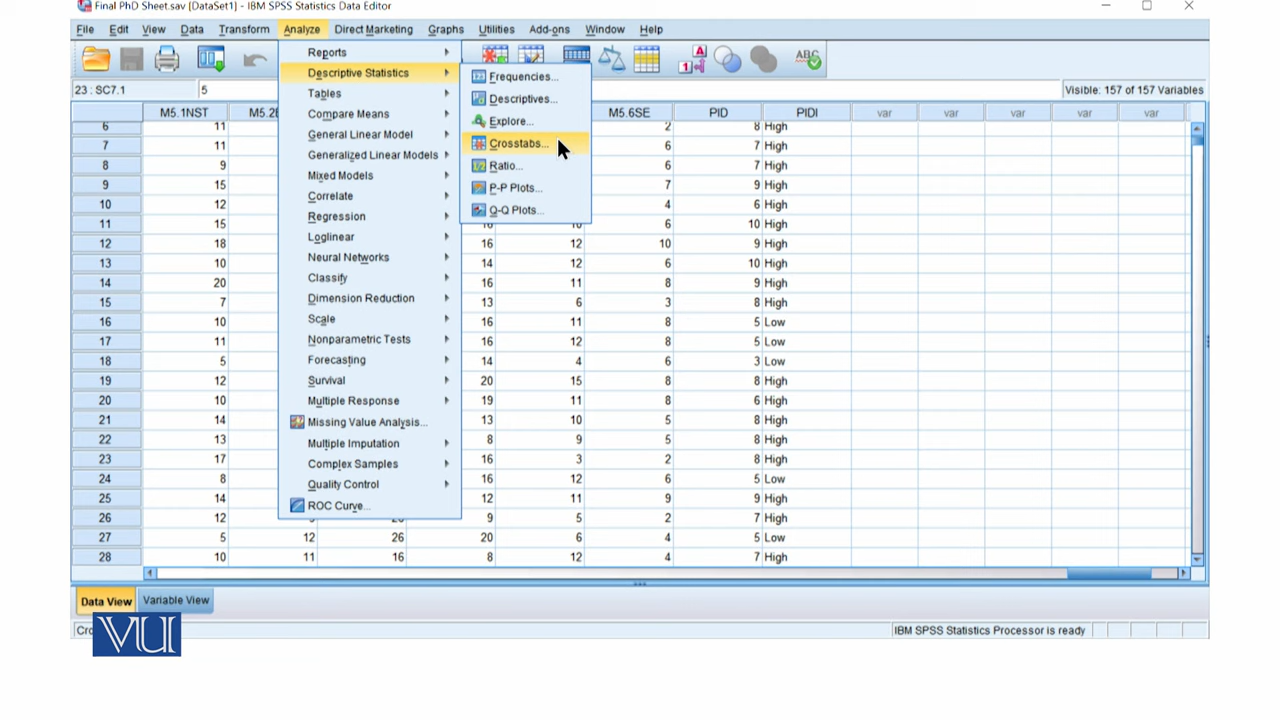 Final PhD Sheet.sav [DataSet1] - IBM SPSS Statistics Data Editor
File Edit View Data Transform Analyze Direct Marketing Graphs Utilities Add-ons Window Help
23 : SC7.1 5 Visible: 157 of 157 Variables
Reports
Descriptive Statistics
Tables
Compare Means
General Linear Model
Generalized Linear Models
Mixed Models
Correlate
Regression
Loglinear
Neural Networks
Classify
Dimension Reduction
Scale
Nonparametric Tests
Forecasting
Survival
Multiple Response
Missing Value Analysis...
Multiple Imputation
Complex Samples
Quality Control
ROC Curve...
Frequencies...
Descriptives...
Explore...
Crosstabs...
Ratio...
P-P Plots...
Q-Q Plots...
M5.1NST M5.6SE PID PIDI var var var var var
6 11 2 8 High
7 11 6 7 High
8 9 6 7 High
9 15 7 9 High
10 12 4 6 High
11 15 6 10 High
12 18 16 12 10 9 High
13 10 14 12 6 10 High
14 20 16 11 8 9 High
15 7 13 6 3 8 High
16 10 16 11 8 5 Low
17 11 16 12 8 5 Low
18 5 14 4 6 3 Low
19 12 20 15 8 8 High
20 10 19 11 8 6 High
21 14 13 10 5 8 High
22 13 8 9 5 8 High
23 17 16 3 2 8 High
24 8 16 12 6 5 Low
25 14 12 11 9 9 High
26 12 9 5 2 7 High
27 5 12 26 20 6 4 5 Low
28 10 11 16 8 12 4 7 High
Data View Variable View
IBM SPSS Statistics Processor is ready
VU